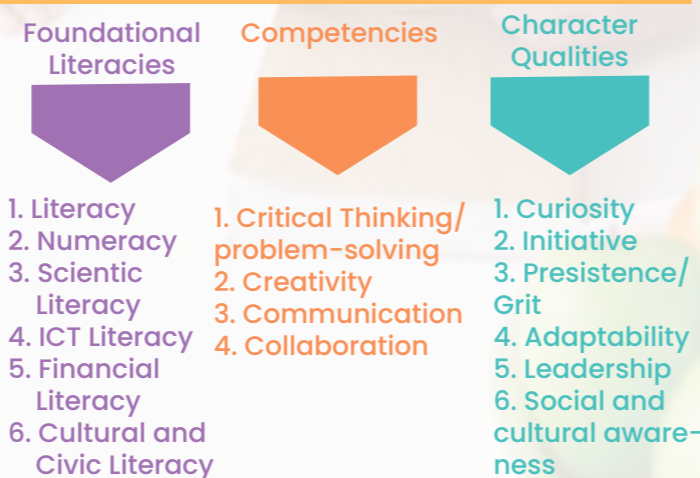 Foundational
Literacies
1. Literacy
2. Numeracy
3. Scientic
Literacy
4. ICT Literacy
5. Financial
Literacy
6. Cultural and
Civic Literacy
Competencies
1. Critical Thinking/
problem-solving
2. Creativity
3. Communication
4. Collaboration
Character
Qualities
1. Curiosity
2. Initiative
3. Presistence/
Grit
4. Adaptability
5. Leadership
6. Social and
cultural aware-
ness